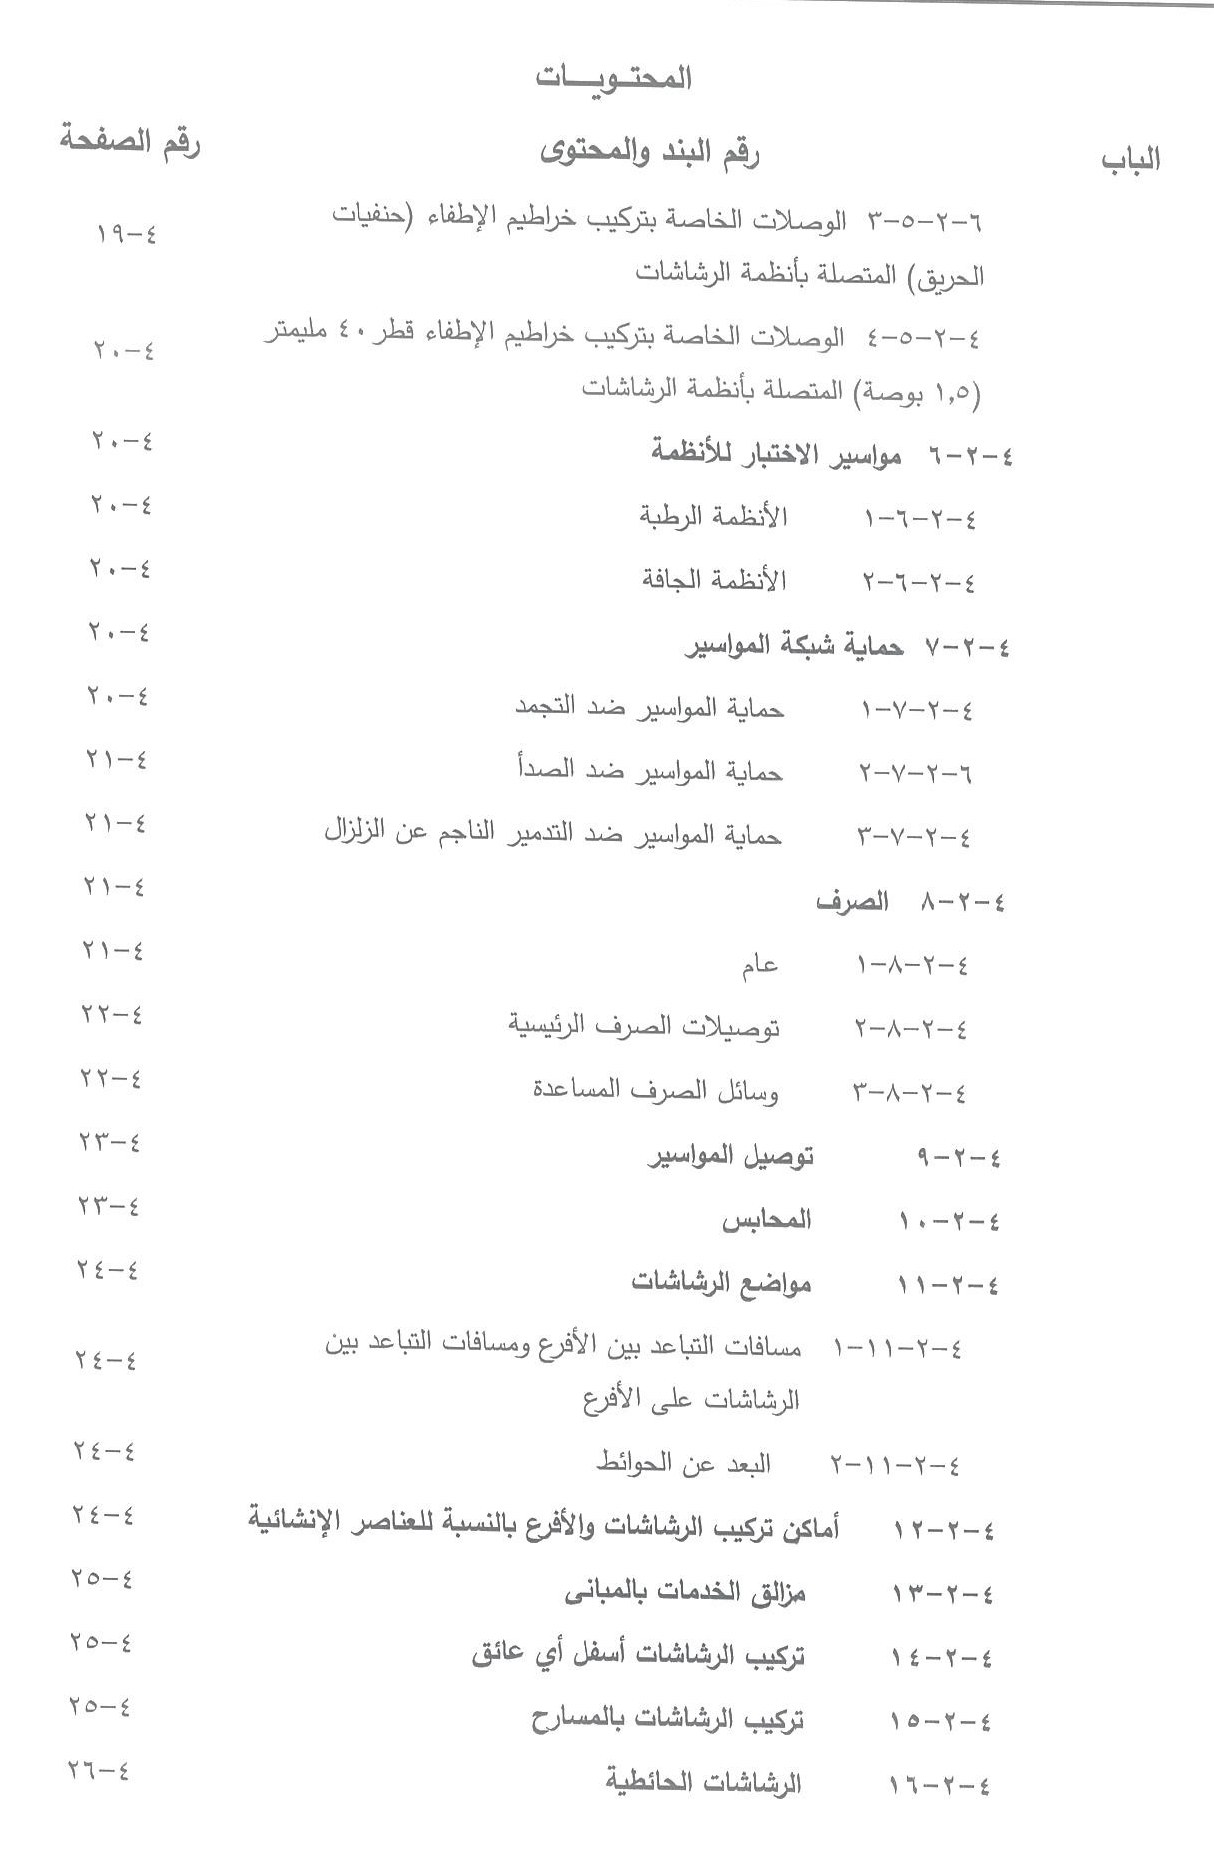 المحتويات
الباب رقم البند والمحتوى رقم الصفحة
٦-٢-٥-٣ الوصلات الخاصة بتركيب خراطيم الإطفاء (حنفيات ٤-١٩
الحريق) المتصلة بأنظمة الرشاشات
٤-٢-٥-٤ الوصلات الخاصة بتركيب خراطيم الإطفاء قطر ٤٠ مليمتر ٤-٢٠
(١,٥ بوصة) المتصلة بأنظمة الرشاشات
٤-٢-٦ مواسير الاختبار للأنظمة ٤-٢٠
٤-٢-٦-١ الأنظمة الرطبة ٤-٢٠
٤-٢-٦-٢ الأنظمة الجافة ٤-٢٠
٤-٢-٧ حماية شبكة المواسير ٤-٢٠
٤-٢-٧-١ حماية المواسير ضد التجمد ٤-٢٠
٦-٢-٧-٢ حماية المواسير ضد الصدأ ٤-٢١
٤-٢-٧-٣ حماية المواسير ضد التدمير الناجم عن الزلزال ٤-٢١
٤-٢-٨ الصرف ٤-٢١
٤-٢-٨-١ عام ٤-٢١
٤-٢-٨-٢ توصيلات الصرف الرئيسية ٤-٢٢
٤-٢-٨-٣ وسائل الصرف المساعدة ٤-٢٢
٤-٢-٩ توصيل المواسير ٤-٢٣
٤-٢-١٠ المحابس ٤-٢٣
٤-٢-١١ مواضع الرشاشات ٤-٢٤
٤-٢-١١-١ مسافات التباعد بين الأفرع ومسافات التباعد بين ٤-٢٤
الرشاشات على الأفرع
٤-٢-١١-٢ البعد عن الحوائط ٤-٢٤
٤-٢-١٢ أماكن تركيب الرشاشات والأفرع بالنسبة للعناصر الإنشائية ٤-٢٤
٤-٢-١٣ مزالق الخدمات بالمبانى ٤-٢٥
٤-٢-١٤ تركيب الرشاشات أسفل أي عائق ٤-٢٥
٤-٢-١٥ تركيب الرشاشات بالمسارح ٤-٢٥
٤-٢-١٦ الرشاشات الحائطية ٤-٢٦